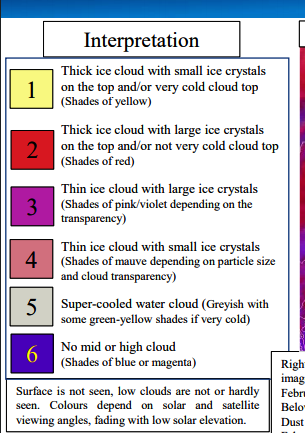 Interpretation
1
Thick ice cloud with small ice crystals
on the top and/or very cold cloud top
(Shades of yellow)
2
Thick ice cloud with large ice crystals
on the top and/or not very cold cloud top
(Shades of red)
3
Thin ice cloud with large ice crystals
(Shades of pink/violet depending on the
transparency)
4
Thin ice cloud with small ice crystals
(Shades of mauve depending on particle size
and cloud transparency)
5
Super-cooled water cloud (Greyish with
some green-yellow shades if very cold)
6
No mid or high cloud
(Shades of blue or magenta)
Surface is not seen, low clouds are not or hardly
seen. Colours depend on solar and satellite
viewing angles, fading with low solar elevation.
Righ
imag
Febru
Belo
Dust